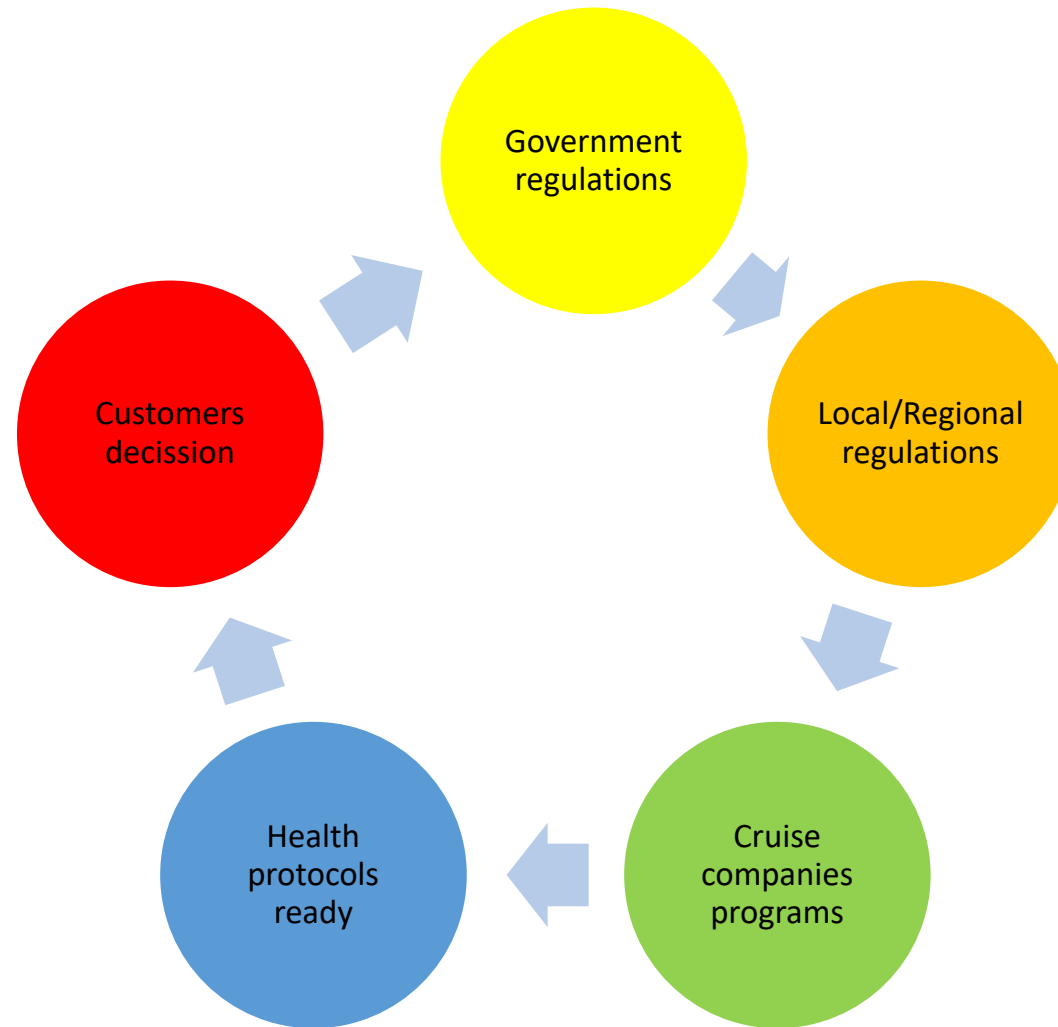 Government
regulations
Local/Regional
regulations
Cruise
companies
programs
Health
protocols
ready
Customers
decission